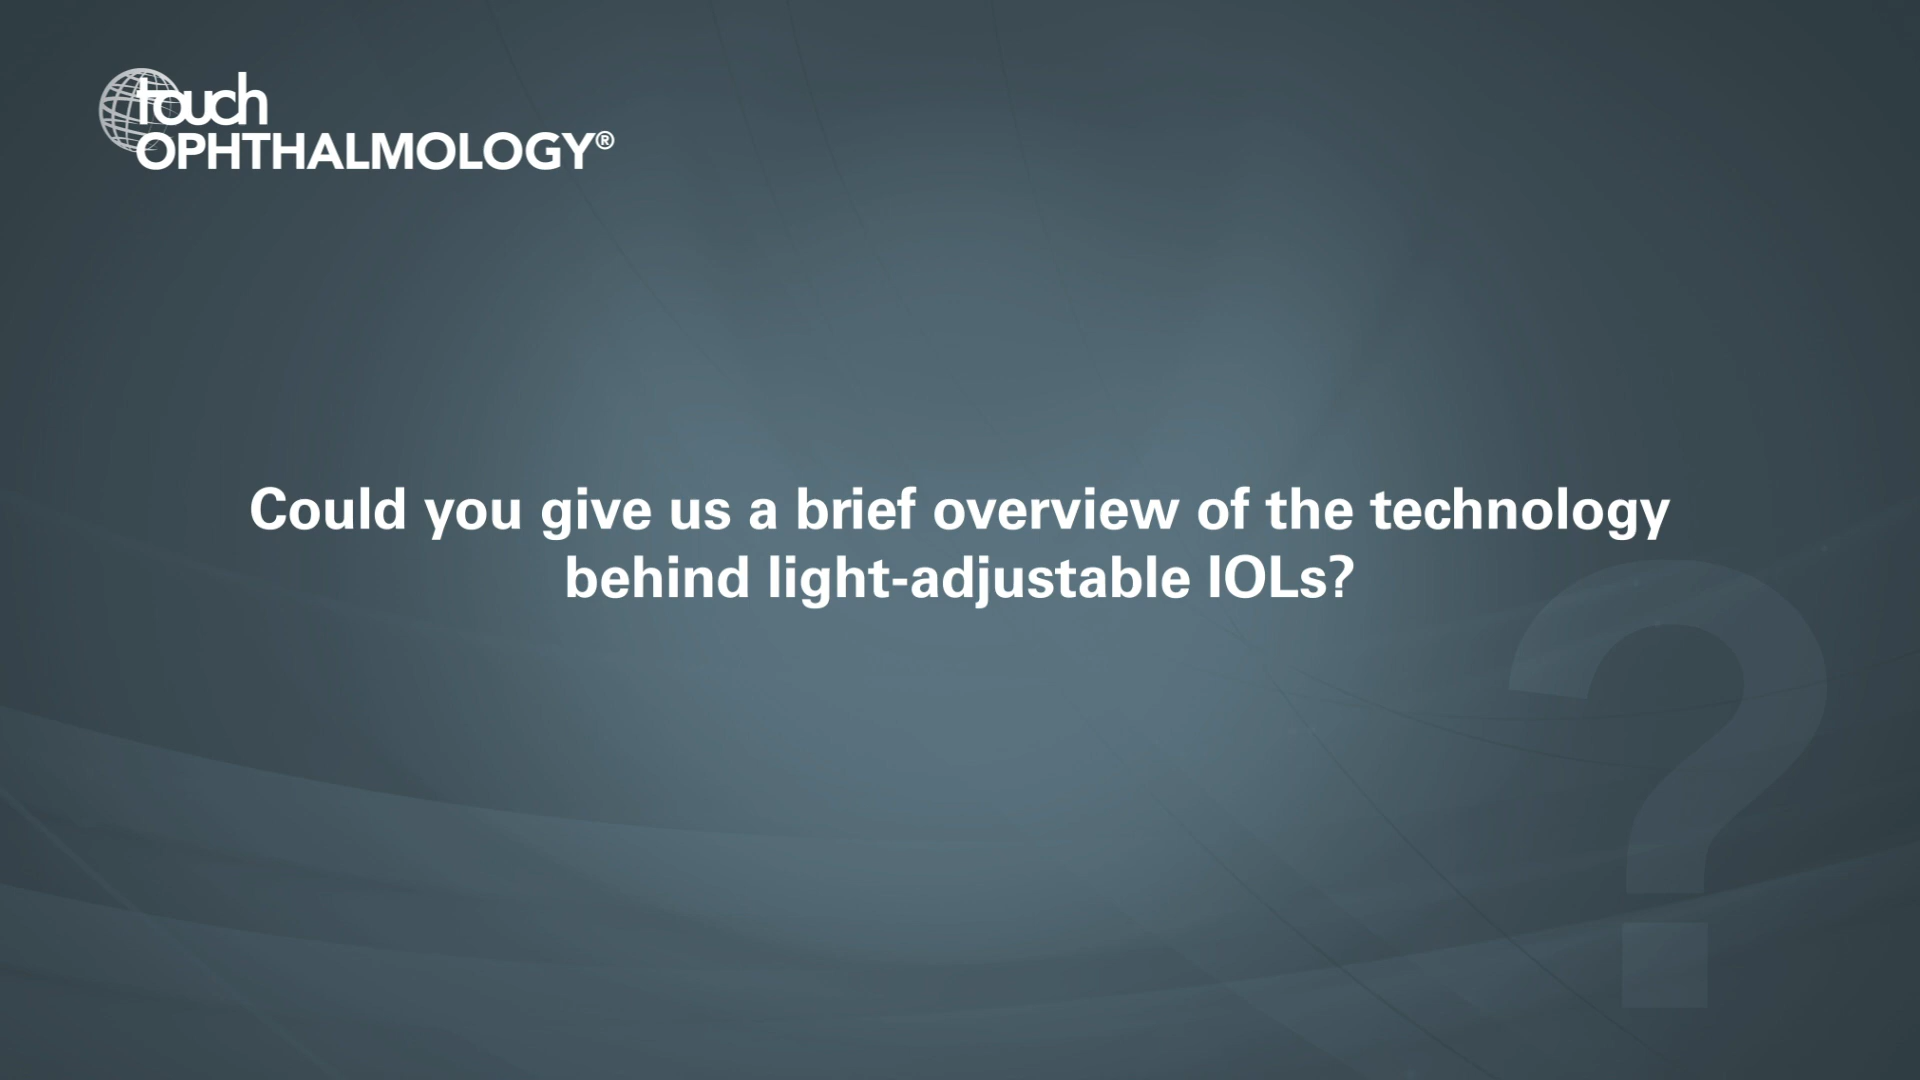 touch
OPHTHALMOLOGY®
Could you give us a brief overview of the technology
behind light-adjustable IOLs?
?